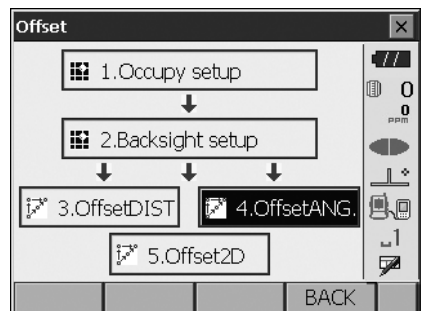 Offset
1.Occupy setup
0
0
PPM
2.Backsight setup
3.OffsetDIST
4.OffsetANG.
1
5.Offset2D
BACK